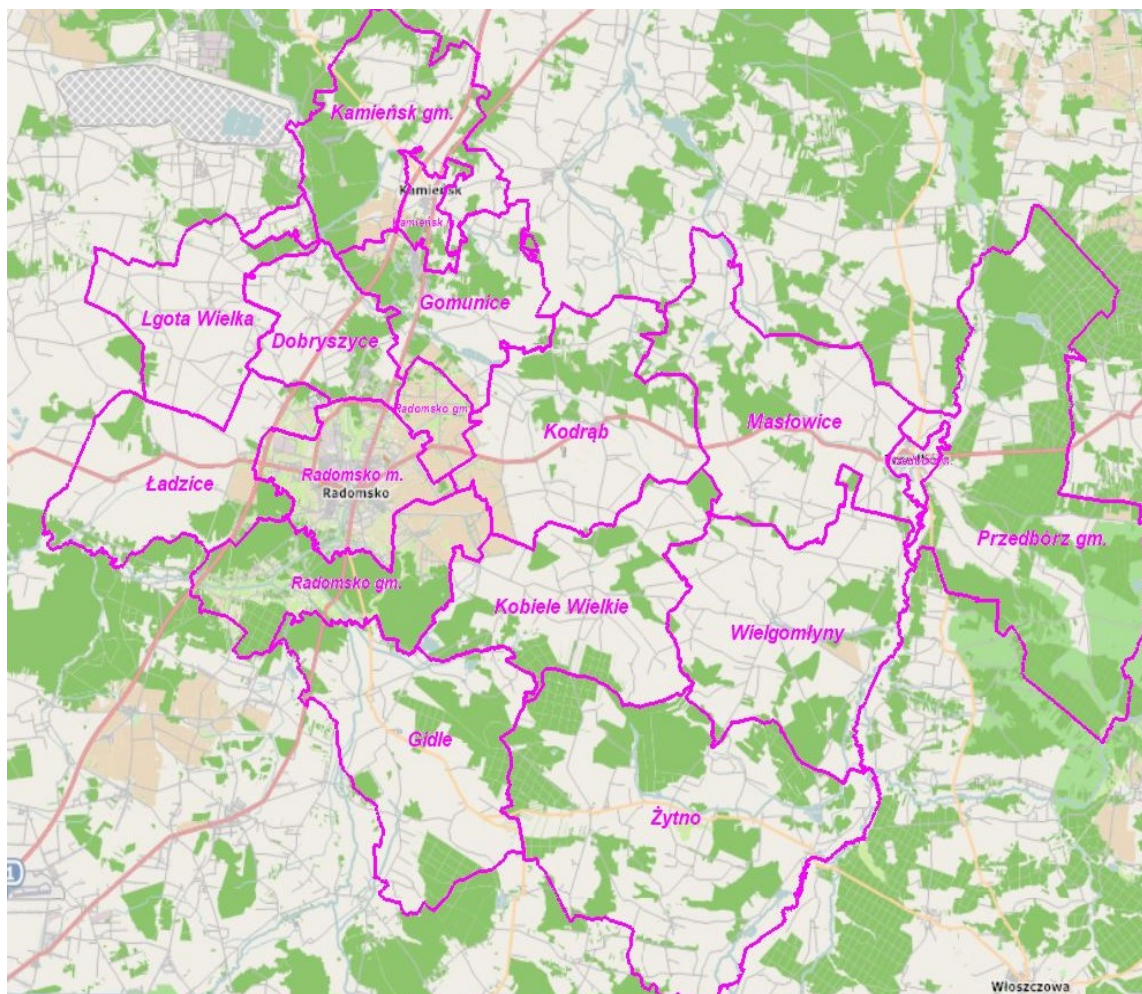 Kamieńsk gm.
Kamieńsk
Kamieńsk
Gomunice
Lgota Wielka
Dobryszyce
Radomsko gm.
Kodrąb
Masłowice
Radomsko m.
Radomsko
Ładzice
Przedbórz gm.
Radomsko gm.
Kobiele Wielkie
Wielgomłyny
Gidle
Żytno
1
Włoszczowa